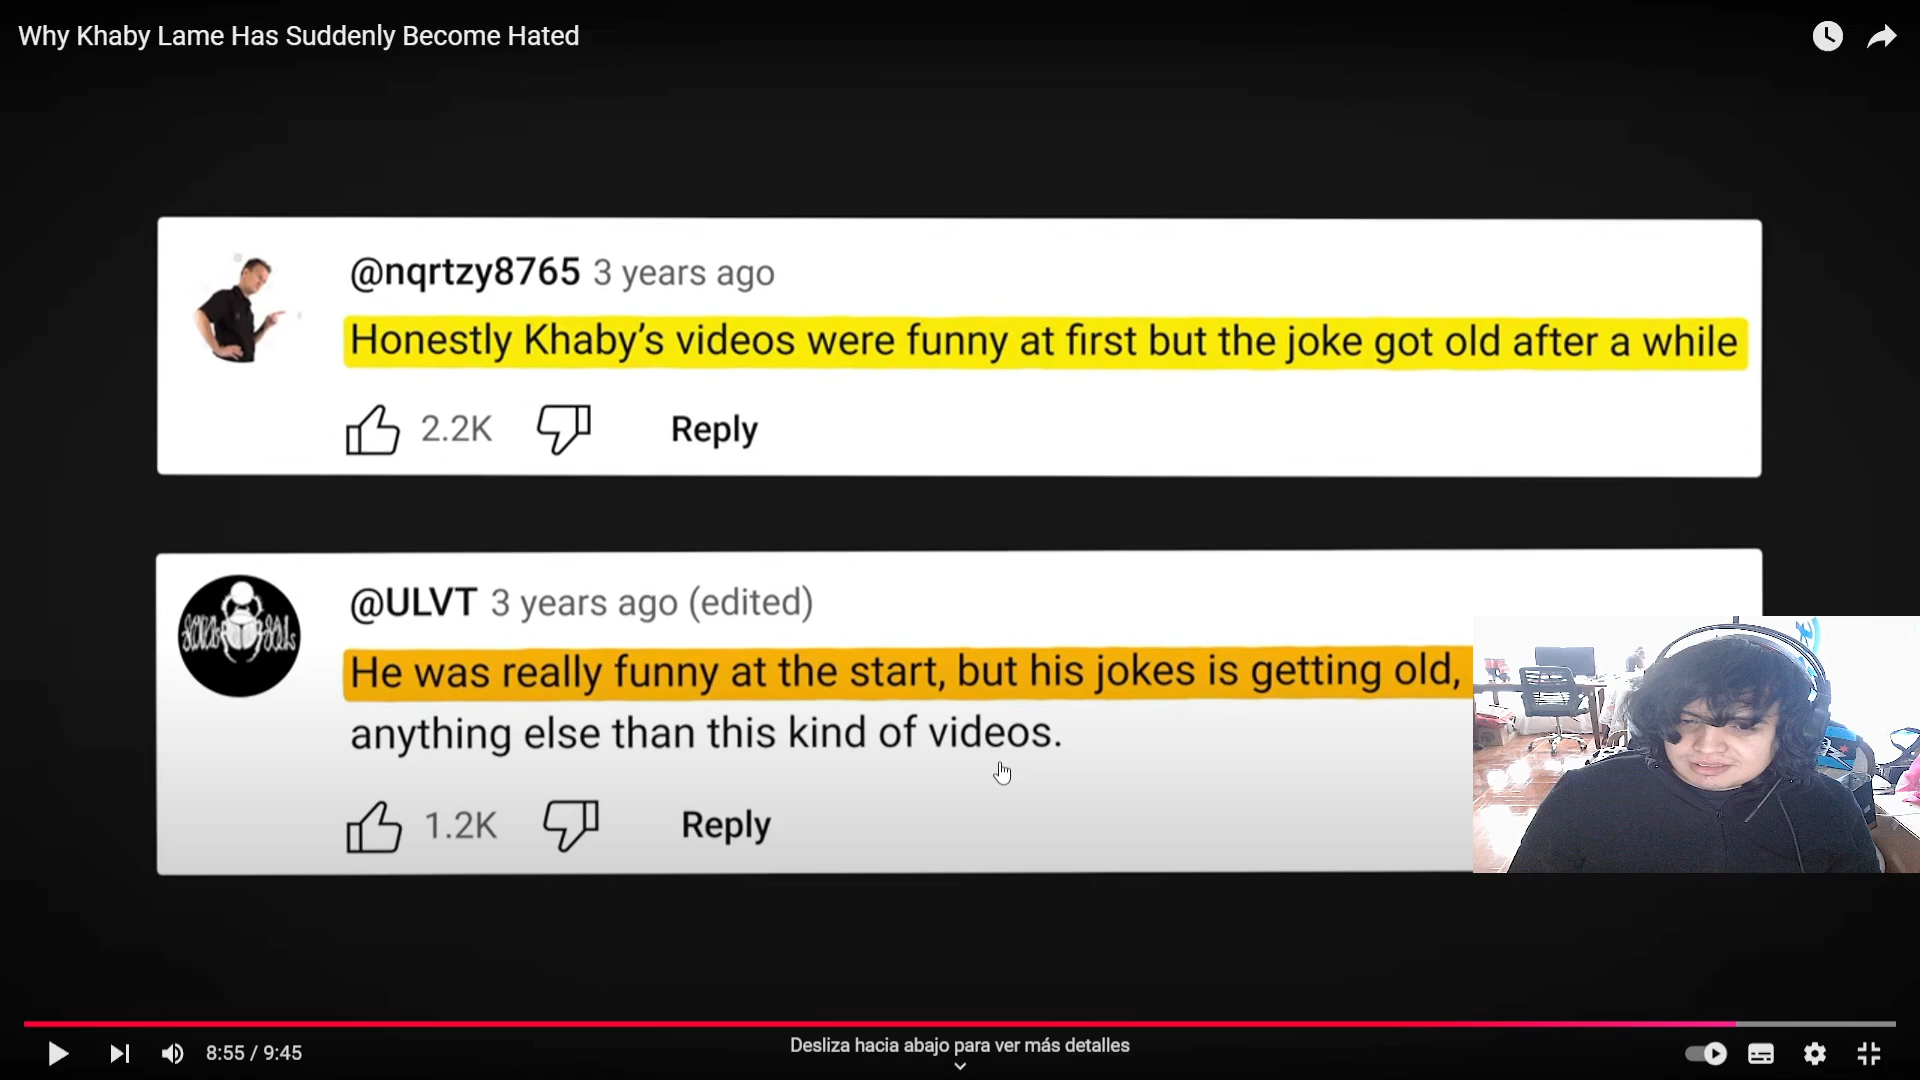 Why Khaby Lame Has Suddenly Become Hated
@nqrtzy8765 3 years ago
Honestly Khaby’s videos were funny at first but the joke got old after a while
2.2K Reply
@ULVT 3 years ago (edited)
He was really funny at the start, but his jokes is getting old,
anything else than this kind of videos.
1.2K Reply
8:55 / 9:45
Desliza hacia abajo para ver más detalles